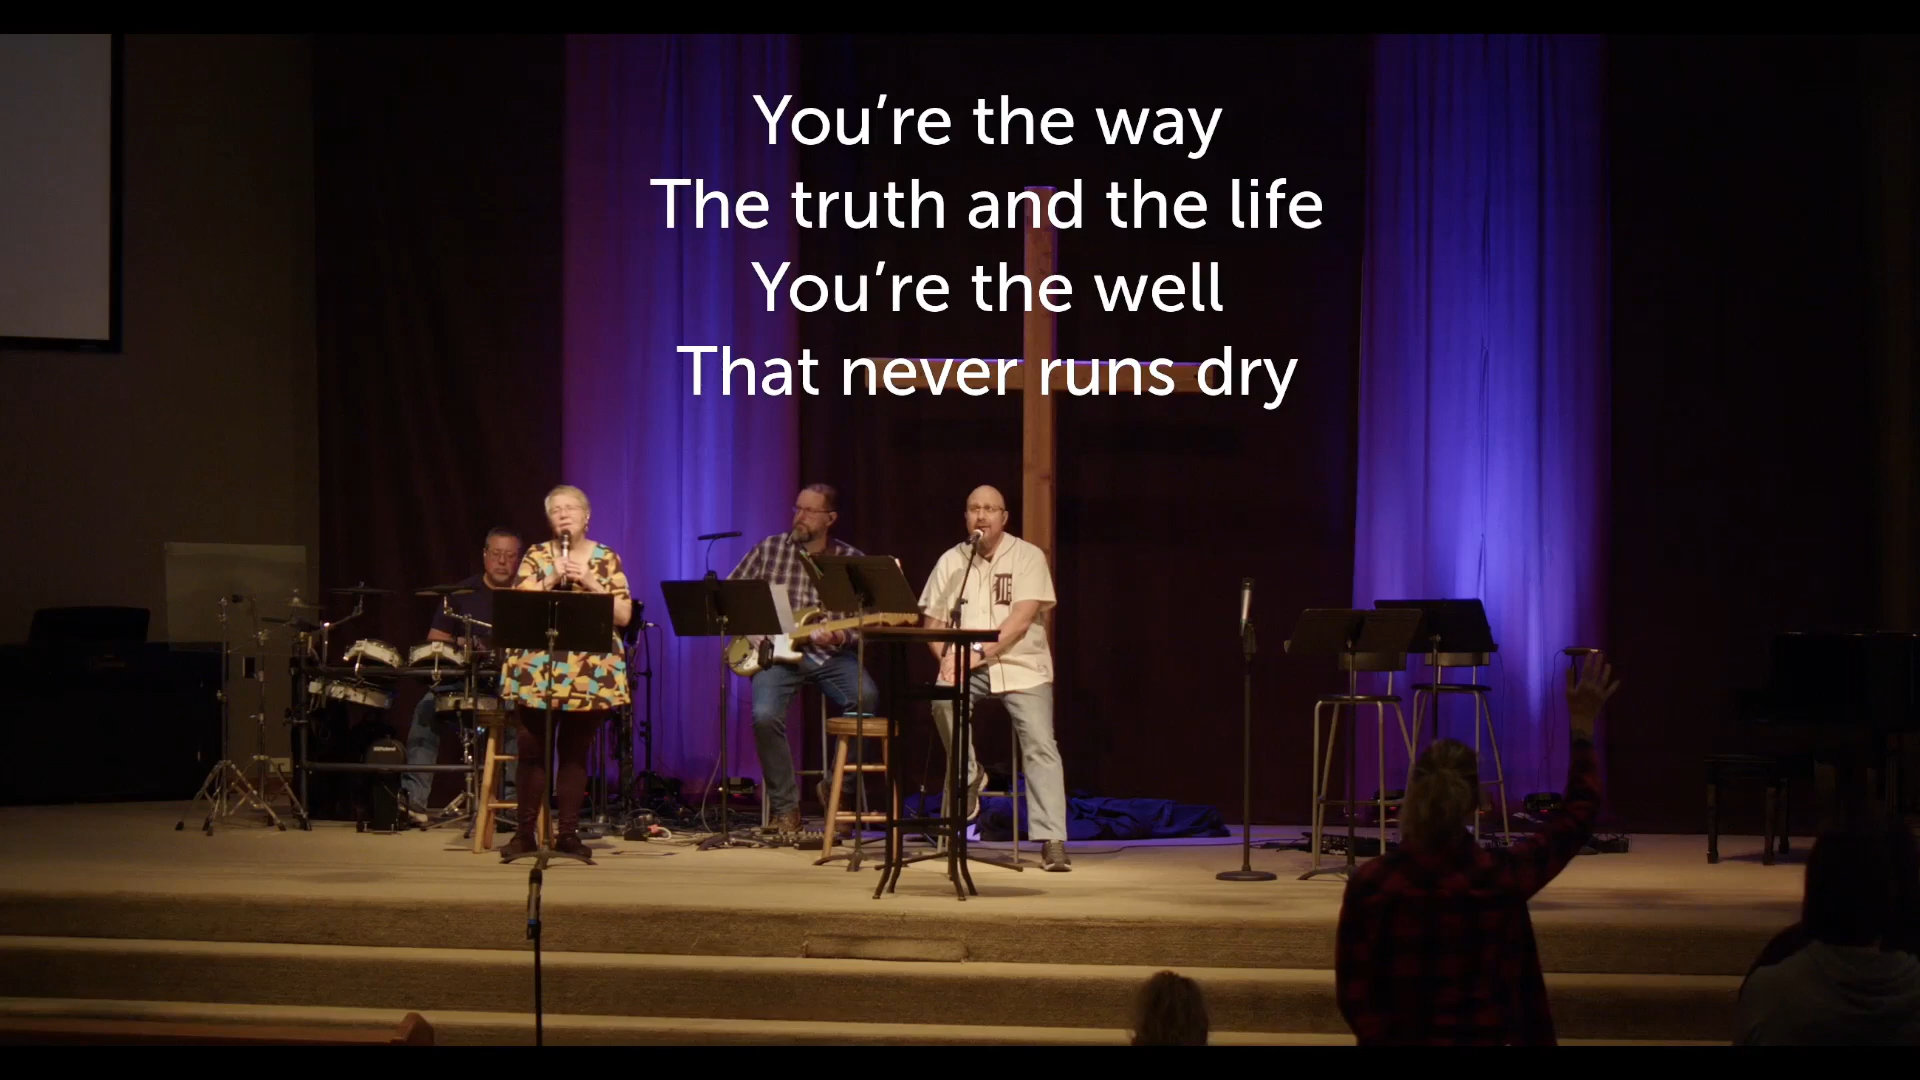 You’re the way
The truth and the life
You’re the well
That never runs dry